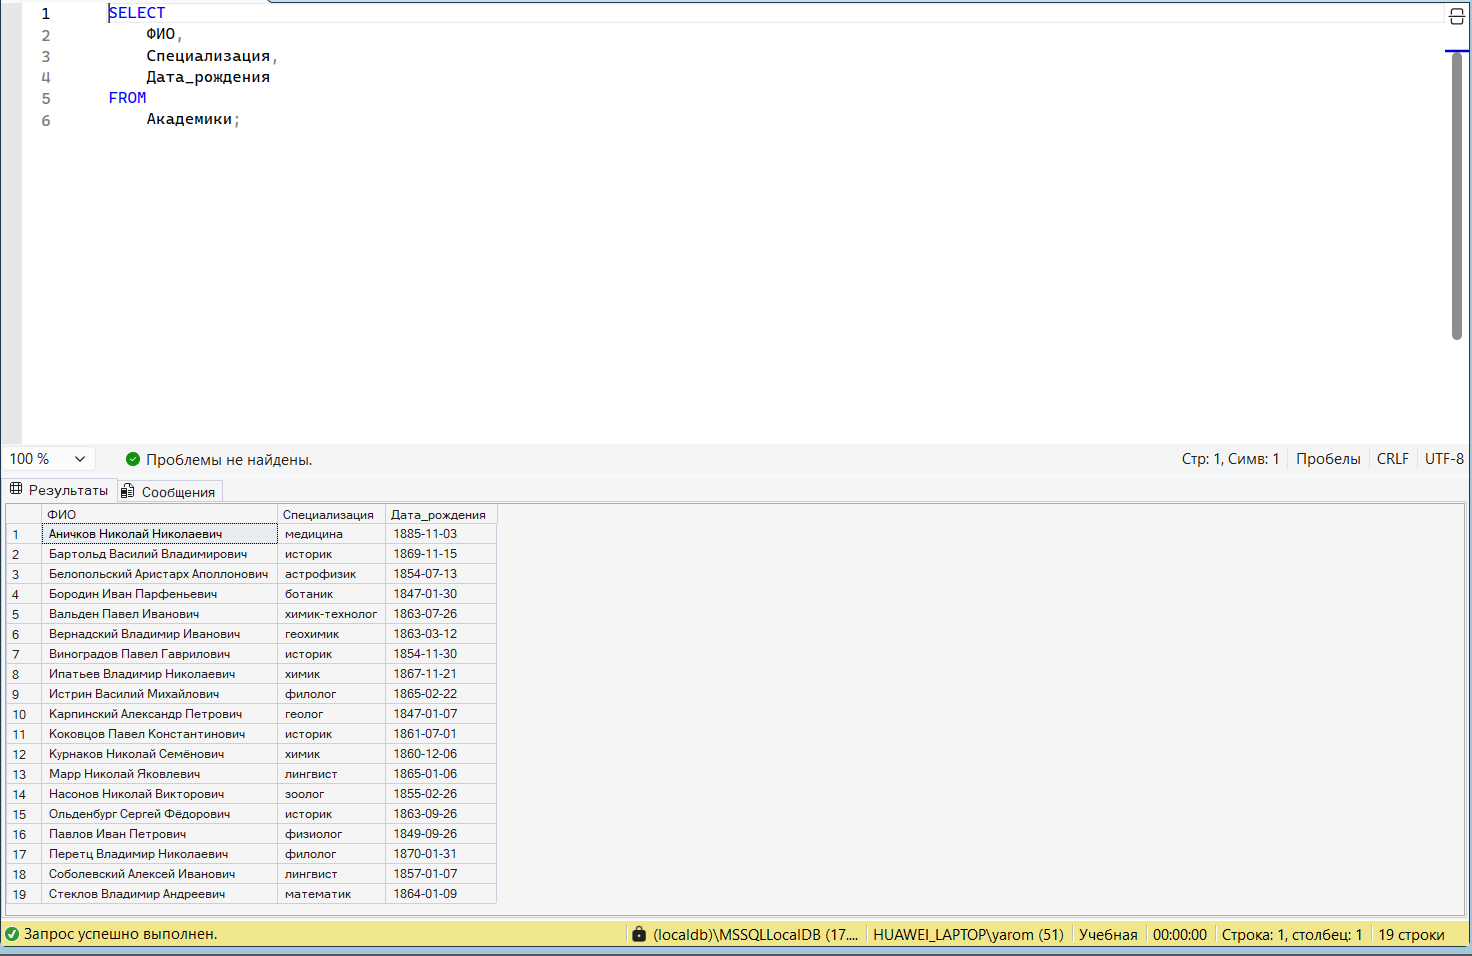 1 SELECT
2 ФИО,
3 Специализация,
4 Дата_рождения
5 FROM
6 Академики;
100 % Проблемы не найдены. Стр: 1, Симв: 1 Пробелы CRLF UTF-8
Результаты Сообщения
ФИО Специализация Дата_рождения
1 Аничков Николай Николаевич медицина 1885-11-03
2 Бартольд Василий Владимирович историк 1869-11-15
3 Белопольский Аристарх Аполлонович астрофизик 1854-07-13
4 Бородин Иван Парфеньевич ботаник 1847-01-30
5 Вальден Павел Иванович химик-технолог 1863-07-26
6 Вернадский Владимир Иванович геохимик 1863-03-12
7 Виноградов Павел Гаврилович историк 1854-11-30
8 Ипатьев Владимир Николаевич химик 1867-11-21
9 Истрин Василий Михайлович филолог 1865-02-22
10 Карпинский Александр Петрович геолог 1847-01-07
11 Коковцов Павел Константинович историк 1861-07-01
12 Курнаков Николай Семёнович химик 1860-12-06
13 Марр Николай Яковлевич лингвист 1865-01-06
14 Насонов Николай Викторович зоолог 1855-02-26
15 Ольденбург Сергей Фёдорович историк 1863-09-26
16 Павлов Иван Петрович физиолог 1849-09-26
17 Перетц Владимир Николаевич филолог 1870-01-31
18 Соболевский Алексей Иванович лингвист 1857-01-07
19 Стеклов Владимир Андреевич математик 1864-01-09
Запрос успешно выполнен. (localdb)\MSSQLLocalDB (17.... HUAWEI_LAPTOP\yarom (51) Учебная 00:00:00 Строка: 1, столбец: 1 19 строки